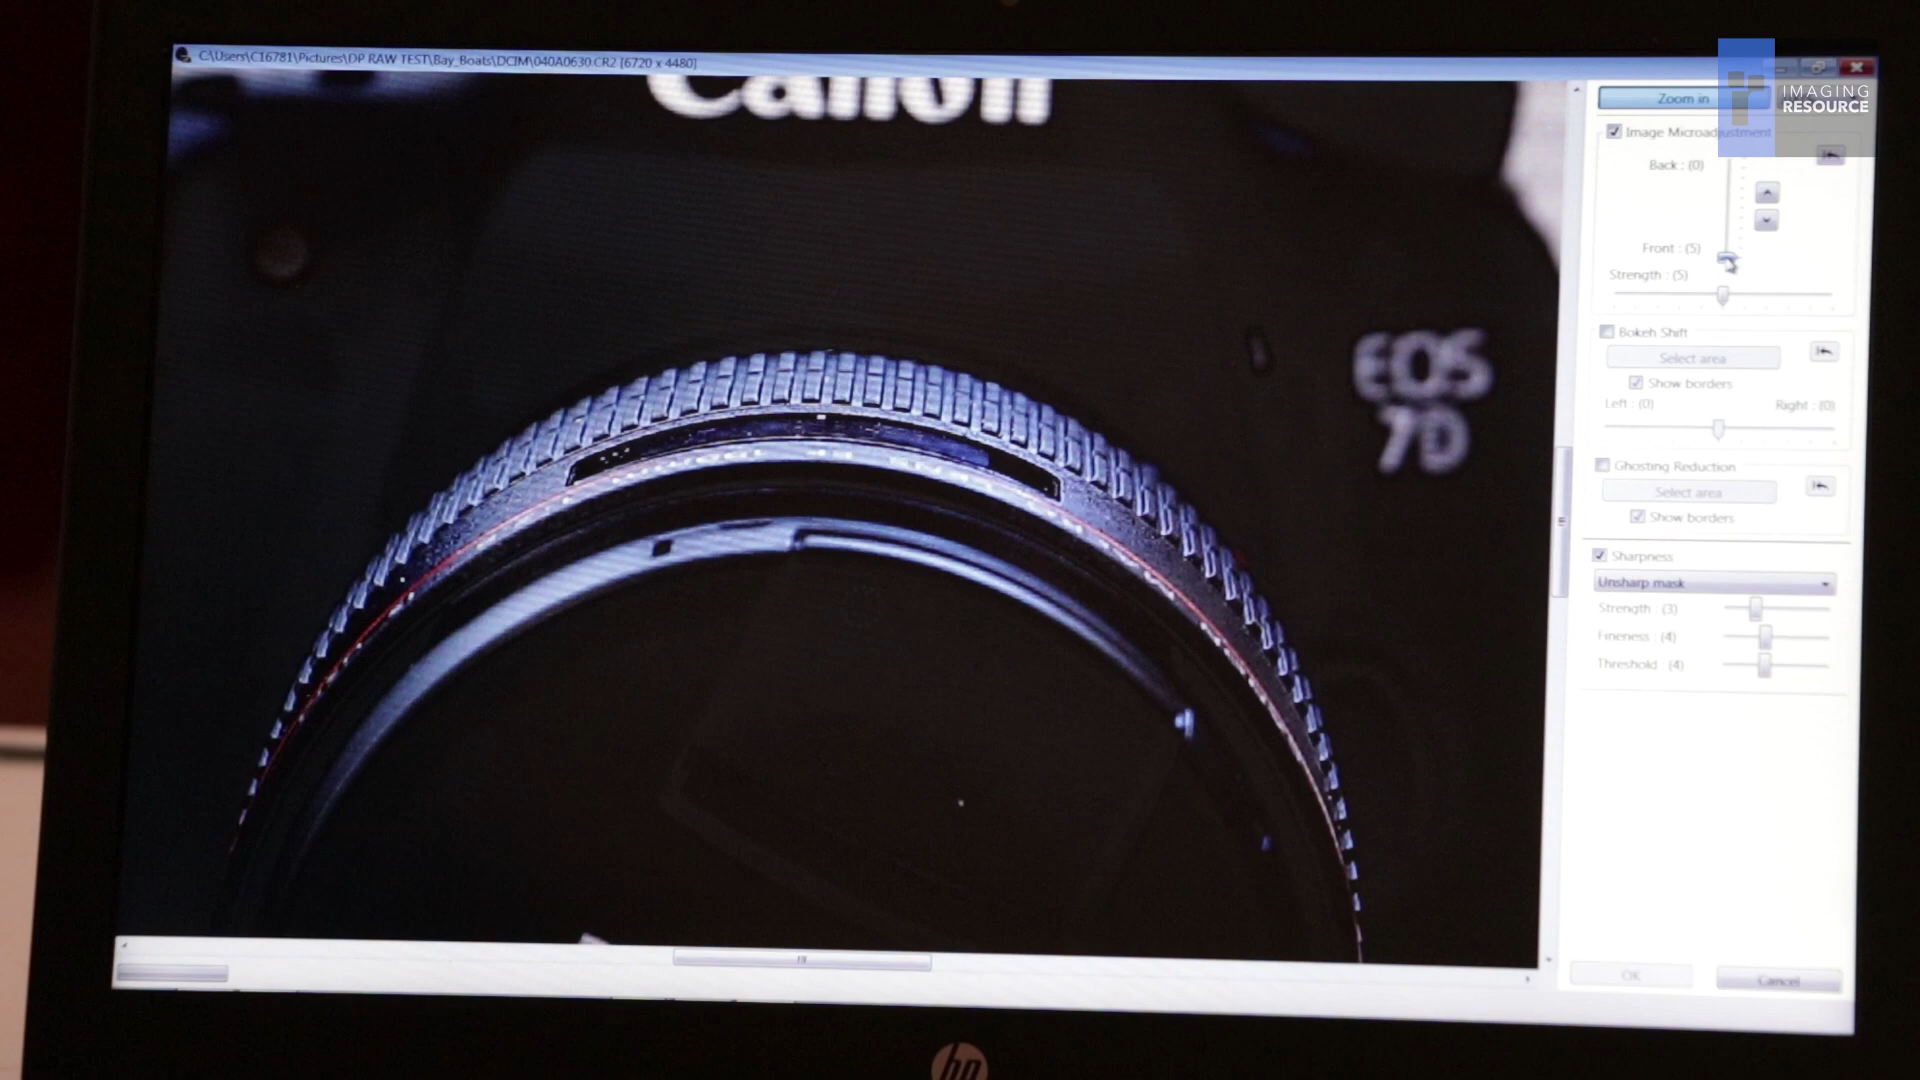 C:\Users\C16781\Pictures\DP RAW TEST\Bay_Boats\DCIM\040A0630.CR2 [6720 x 4480]
Canon
EOS
7D
Zoom in
IMAGING
RESOURCE
Image Microadjustment
Back : (0)
Front : (5)
Strength : (5)
Bokeh Shift
Select area
Show borders
Left : (0) Right : (0)
Ghosting Reduction
Select area
Show borders
Sharpness
Unsharp mask
Strength : (3)
Fineness : (4)
Threshold : (4)
OK Cancel
hp